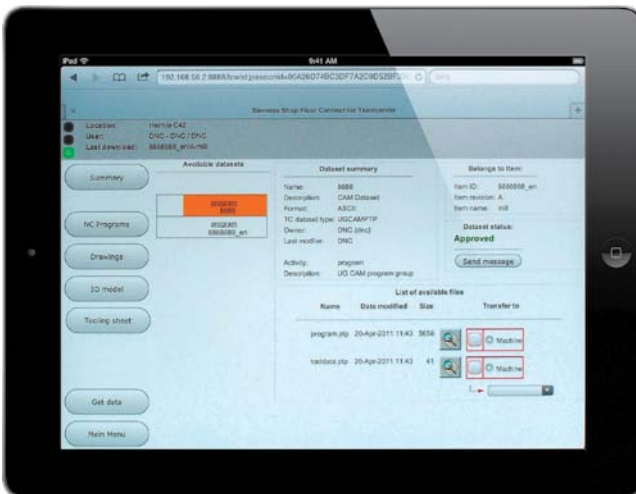 iPad
9:41 AM
Siemens Shop Floor Connect for Teamcenter
Location:
User: DNC - DNC / DNC
Last download:
Summary
NC Programs
Drawings
3D model
Tooling sheet
Get data
Main Menu
Available datasets
program
8888
program
Dataset summary
Name: 8888
Description: CAM Dataset
Format: ASCII
TC dataset type: UGCAMPTP
Owner: DNC (dnc)
Last modifier: DNC
Activity: program
Description: UG CAM program group
Belongs to Item:
Item ID:
Item revision: A
Item name: mill
Dataset status:
Approved
Send message
List of available files
Name Date modified Size Transfer to
program.ptp 20-Apr-2011 11:43 5656 Machine
tooldata.ptp 20-Apr-2011 11:43 41 Machine